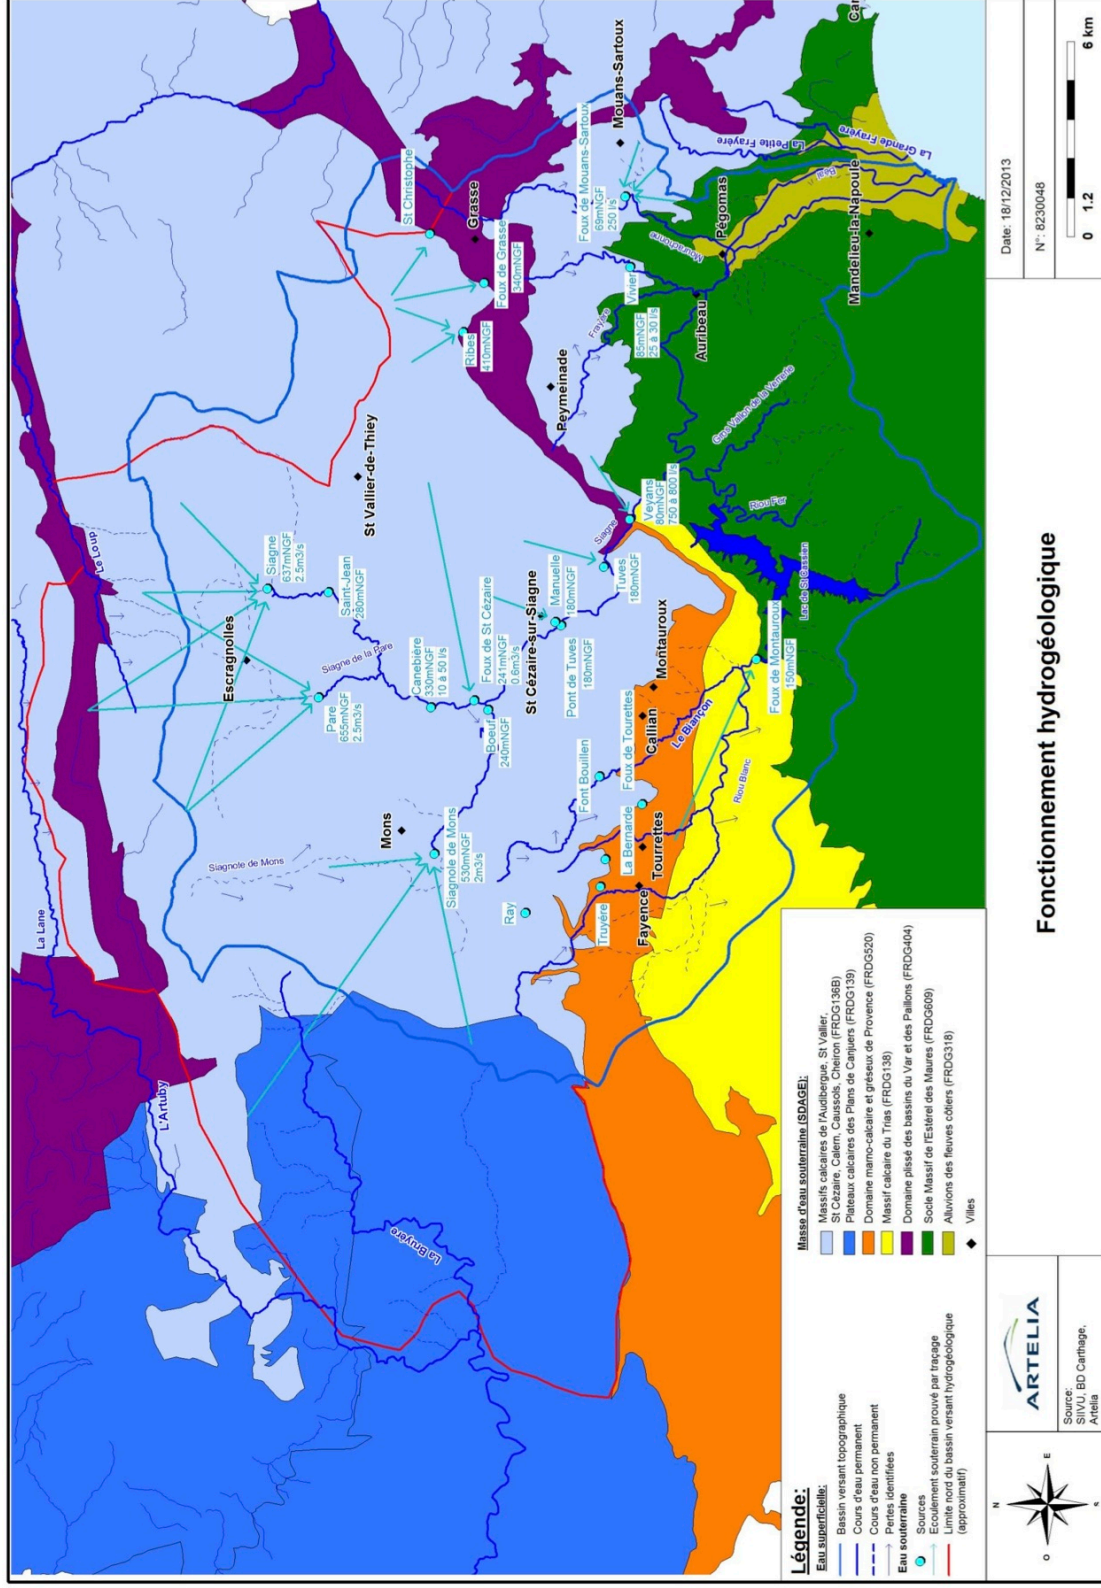 La Lane
L'Artuby
Le Loup
La Bruyère
Siagnole de Mons
Mons
Siagnole de Mons
530mNGF
2m3/s
Ray
Escragnolles
Pare
655mNGF
2.5m3/s
Siagne de la Pare
Siagne
637mNGF
2.5m3/s
Saint-Jean
280mNGF
Canebière
330mNGF
10 à 50 l/s
Foux de St Cézaire
241mNGF
0.6m3/s
Boeuf
240mNGF
St Vallier-de-Thiey
St Cézaire-sur-Siagne
Manuelle
180mNGF
Pont de Tuves
180mNGF
Tuves
180mNGF
Siagne
Veyans
80mNGF
750 à 800 l/s
St Christophe
Grasse
Foux de Grasse
340mNGF
Ribes
410mNGF
Peymeinade
Frayère
Foux de Mouans-Sartoux
69mNGF
250 l/s
Mouans-Sartoux
Vivier
85mNGF
25 à 30 l/s
Auribeau
Mourachonne
Pégomas
La Petite Frayère
La Grande Frayère
Béal
Mandelieu-la-Napoule
Can
Font Bouillen
Foux de Tourettes
La Bernarde
Truyère
Fayence
Tourrettes
Callian
Montauroux
Le Biançon
Riou Blanc
Foux de Montauroux
150mNGF
Lac de St Cassien
Riou Fer
Gans Vallon de la Verrerie
Légende:
Eau superficielle:
Bassin versant topographique
Cours d'eau permanent
Cours d'eau non permanent
Pertes identifiées
Eau souterraine
Sources
Ecoulement souterrain prouvé par traçage
Limite nord du bassin versant hydrogéologique
(approximatif)
Masse d'eau souterraine (SDAGE):
Massifs calcaires de l'Audibergue, St Vallier,
St Cézaire, Calern, Caussols, Cheiron (FRDG136B)
Plateaux calcaires des Plans de Canjuers (FRDG139)
Domaine marno-calcaire et gréseux de Provence (FRDG520)
Massif calcaire du Trias (FRDG138)
Domaine plissé des bassins du Var et des Paillons (FRDG404)
Socle Massif de l'Estérel des Maures (FRDG609)
Alluvions des fleuves côtiers (FRDG318)
Villes
N
O
E
ARTELIA
Source:
SIIVU, BD Carthage,
Artelia
Fonctionnement hydrogéologique
Date: 18/12/2013
N°: 8230048
0 1.2 6 km